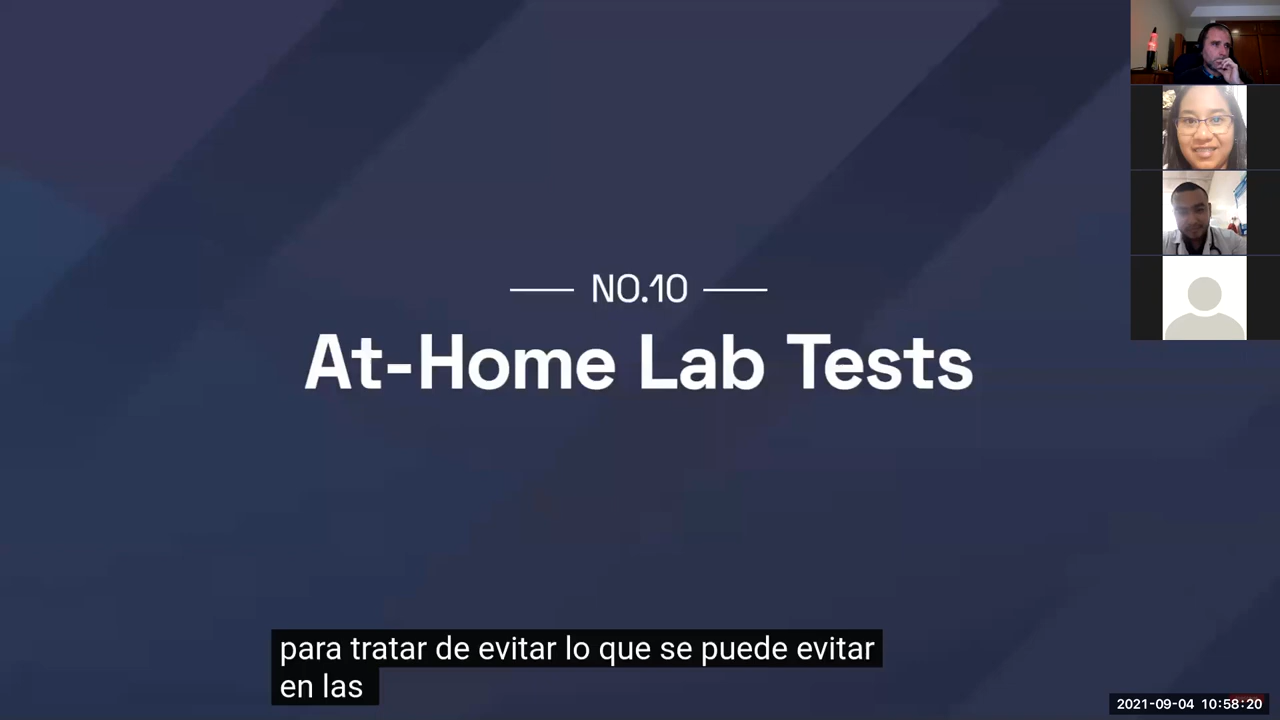 NO.10
At-Home Lab Tests
para tratar de evitar lo que se puede evitar
en las
2021-09-04 10:58:20